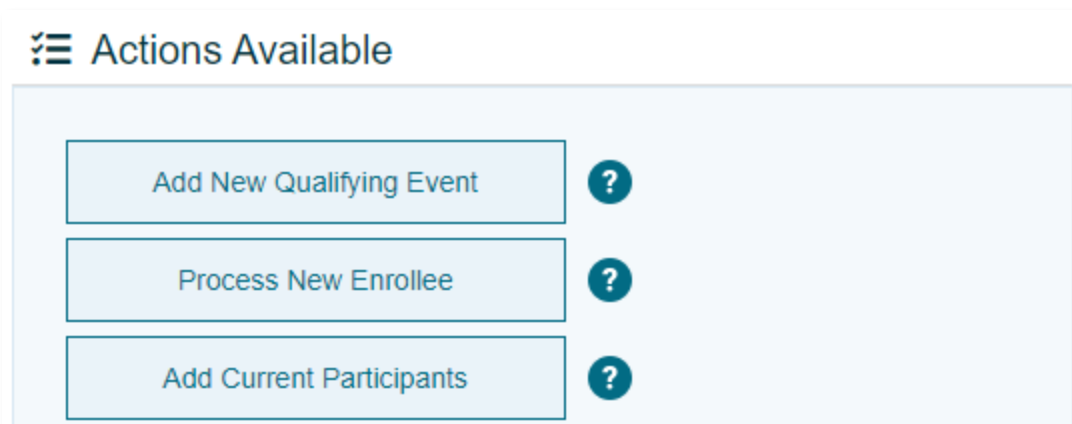 Actions Available
Add New Qualifying Event ?
Process New Enrollee ?
Add Current Participants ?